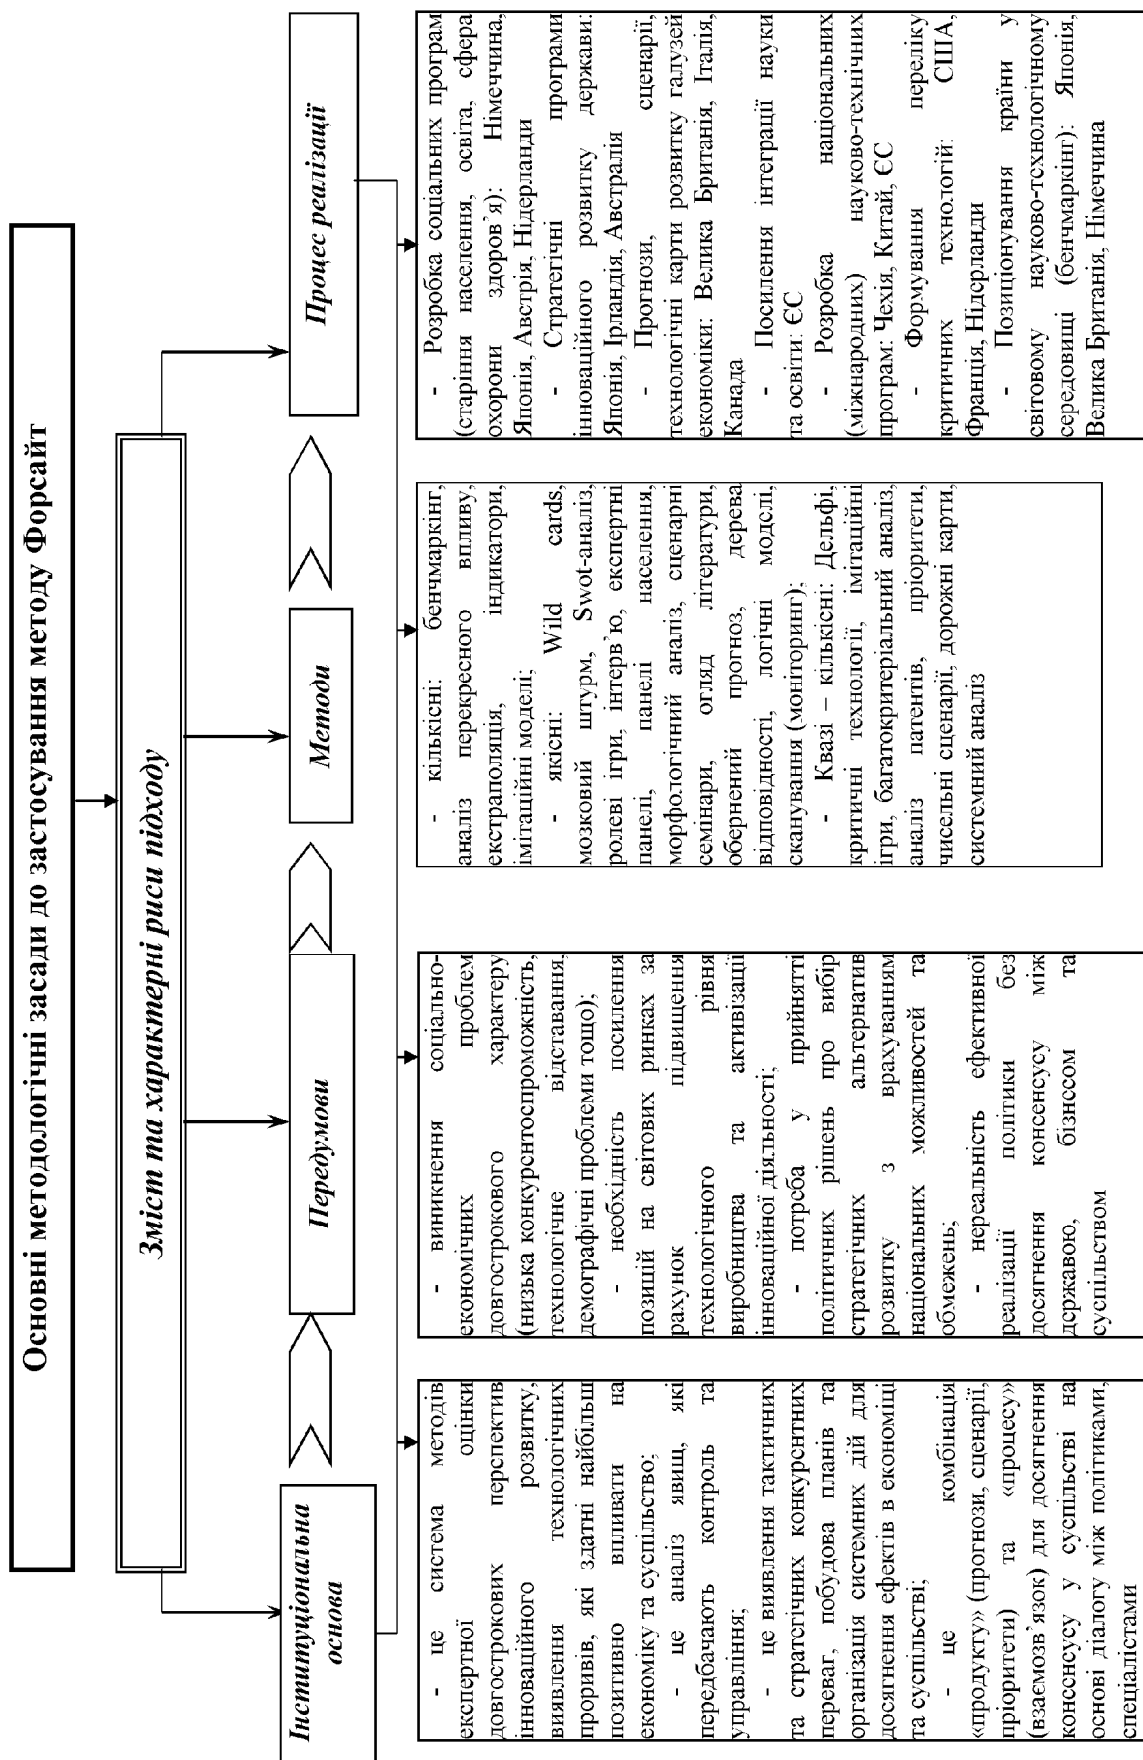 Основні методологічні засади до застосування методу Форсайт
Зміст та характерні риси підходу
Інституціональна
основа
Передумови
Методи
Процес реалізації
- це система методів
експертної оцінки
довгострокових перспектив
інноваційного розвитку,
виявлення технологічних
проривів, які здатні найбільш
позитивно впливати на
економіку та суспільство;
- це аналіз явищ, які
передбачають контроль та
управління;
- це виявлення тактичних
та стратегічних конкурентних
переваг, побудова планів та
організація системних дій для
досягнення ефектів в економіці
та суспільстві;
- це комбінація
«продукту» (прогнози, сценарії,
пріоритети) та «процесу»
(взаємозв'язок) для досягнення
консенсусу у суспільстві на
основі діалогу між політиками,
спеціалістами
- виникнення соціально-
економічних проблем
довгострокового характеру
(низька конкурентоспроможність,
технологічне відставання,
демографічні проблеми тощо);
- необхідність посилення
позицій на світових ринках за
рахунок підвищення
технологічного рівня
виробництва та активізації
інноваційної діяльності;
- потреба у прийнятті
політичних рішень про вибір
стратегічних альтернатив
розвитку з врахуванням
національних можливостей та
обмежень;
- нереальність ефективної
реалізації політики без
досягнення консенсусу між
державою, бізнесом та
суспільством
- кількісні: бенчмаркінг,
аналіз перекресного впливу,
екстраполяція, індикатори,
імітаційні моделі;
- якісні: Wild cards,
мозковий штурм, Swot-аналіз,
ролеві ігри, інтерв'ю, експертні
панелі, панелі населення,
морфологічний аналіз, сценарні
семінари, огляд літератури,
обернений прогноз, дерева
відповідності, логічні моделі,
сканування (моніторинг);
- Квазі – кількісні: Дельфі,
критичні технології, імітаційні
ігри, багатокритеріальний аналіз,
аналіз патентів, пріоритети,
чисельні сценарії, дорожні карти,
системний аналіз
- Розробка соціальних програм
(старіння населення, освіта, сфера
охорони здоров'я): Німеччина,
Японія, Австрія, Нідерланди
- Стратегічні програми
інноваційного розвитку держави:
Японія, Ірландія, Австралія
- Прогнози, сценарії,
технологічні карти розвитку галузей
економіки: Велика Британія, Італія,
Канада
- Посилення інтеграції науки
та освіти: ЄС
- Розробка національних
(міжнародних) науково-технічних
програм: Чехія, Китай, ЄС
- Формування переліку
критичних технологій: США,
Франція, Нідерланди
- Позиціонування країни у
світовому науково-технологічному
середовищі (бенчмаркінг): Японія,
Велика Британія, Німеччина